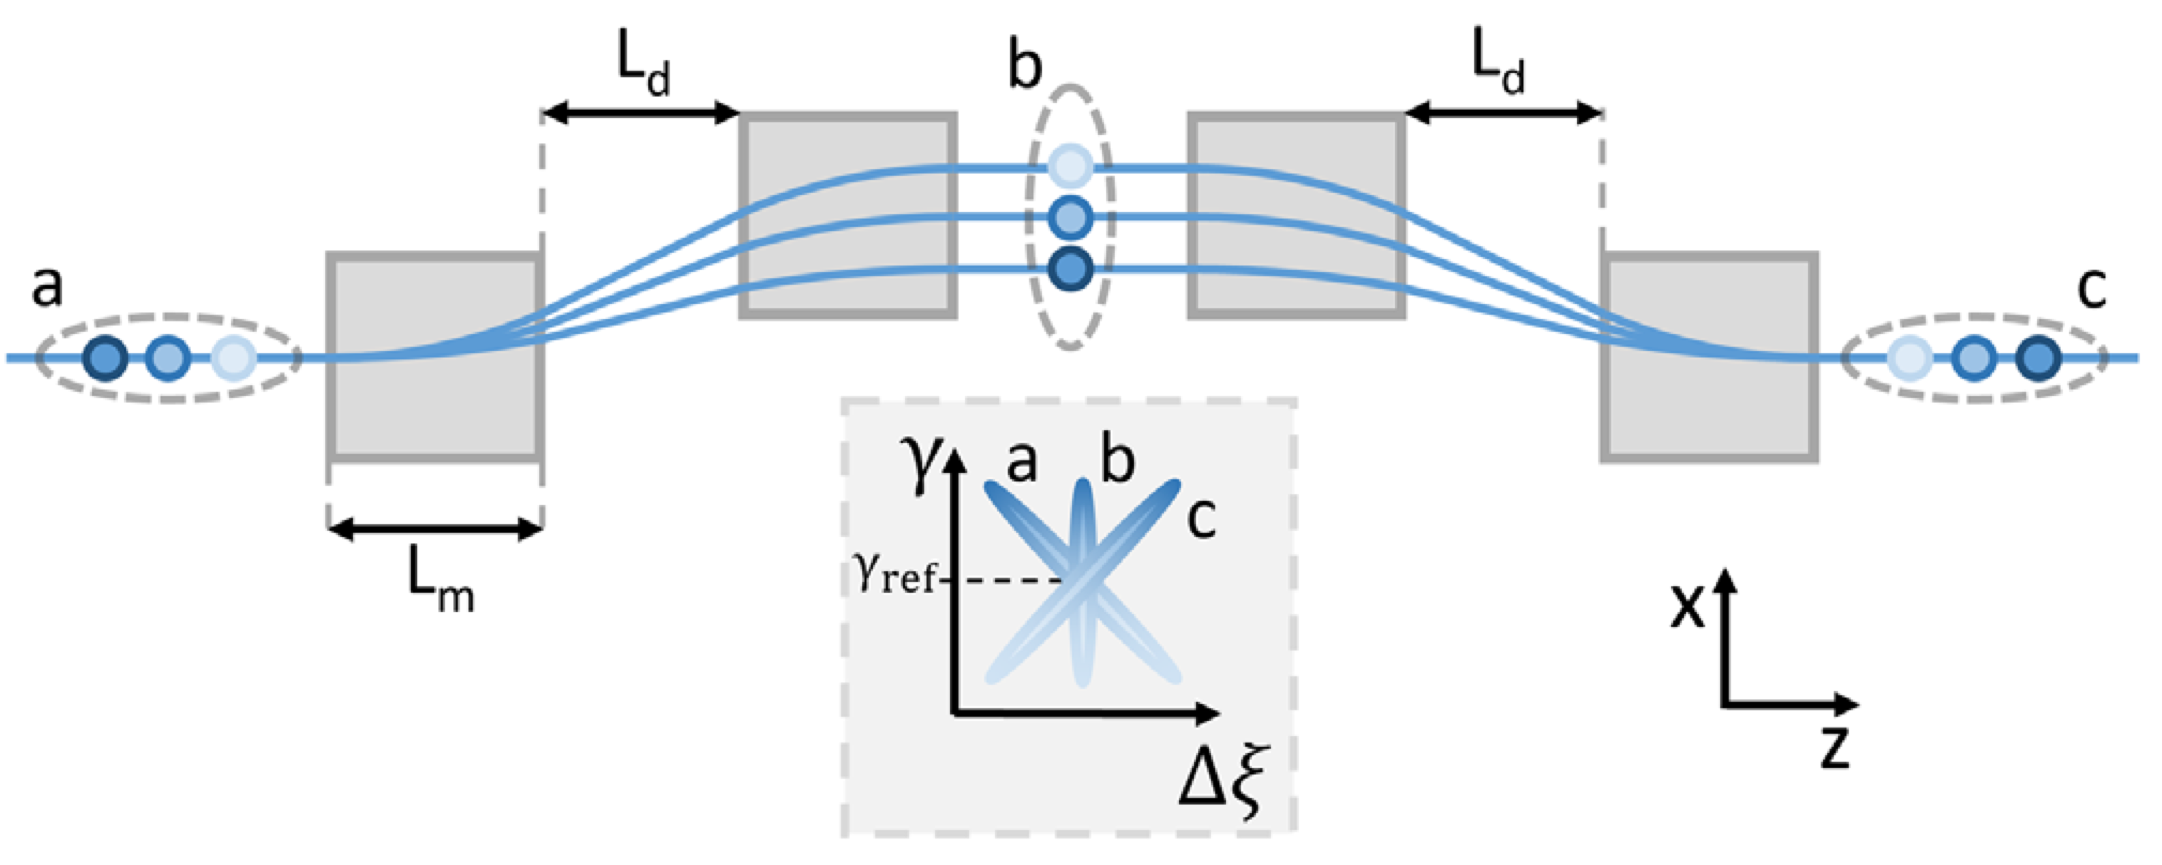 L_d
b
L_d
a
c
L_m
γ
a
b
c
γ_ref
Δξ
x
z